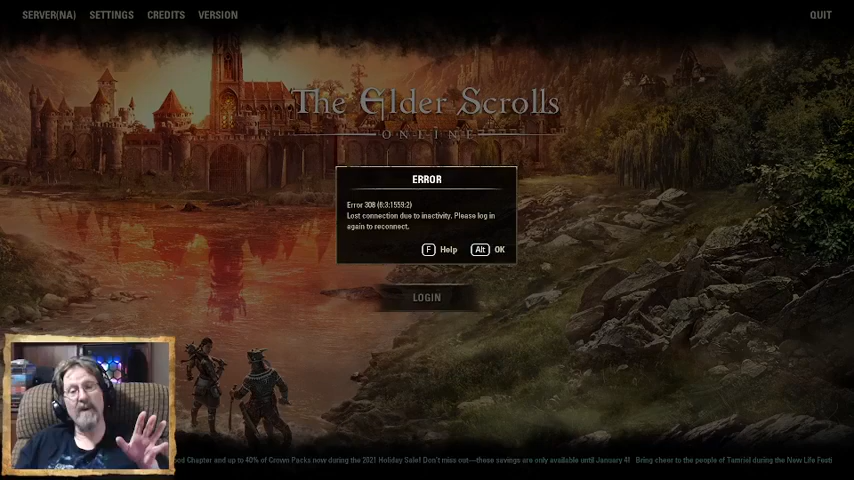 SERVER(NA) SETTINGS CREDITS VERSION QUIT
The Elder Scrolls
ONLINE
ERROR
Error 308 (6:3:1559:2)
Lost connection due to inactivity. Please log in
again to reconnect.
F Help Alt OK
LOGIN
Chapter and up to 40% of Crown Packs now during the 2021 Holiday Sale! Don't miss out—these savings are only available until January 4! Bring cheer to the people of Tamriel during the New Life Festi